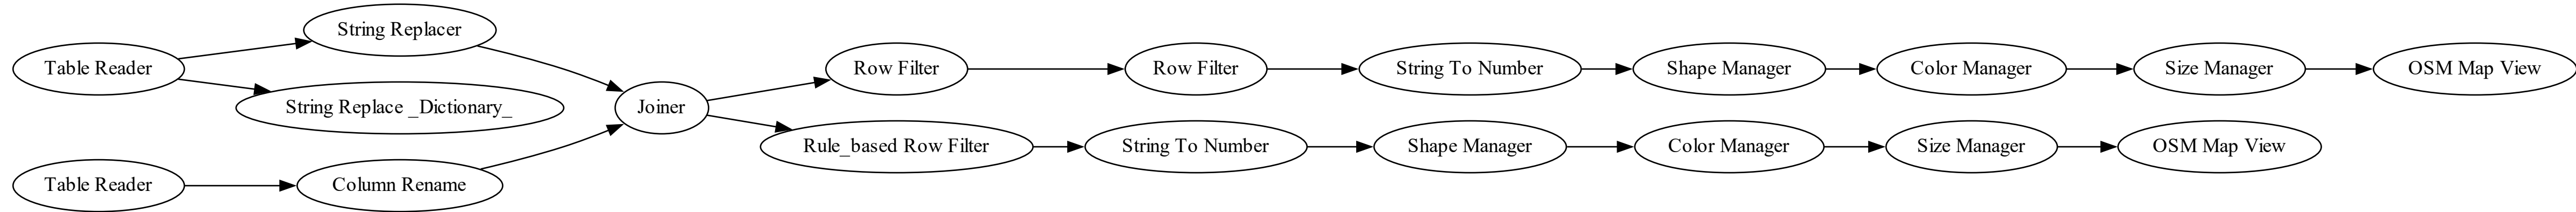 Table Reader
String Replacer
String Replace _Dictionary_
Table Reader
Column Rename
Joiner
Row Filter
Row Filter
String To Number
Shape Manager
Color Manager
Size Manager
OSM Map View
Rule_based Row Filter
String To Number
Shape Manager
Color Manager
Size Manager
OSM Map View